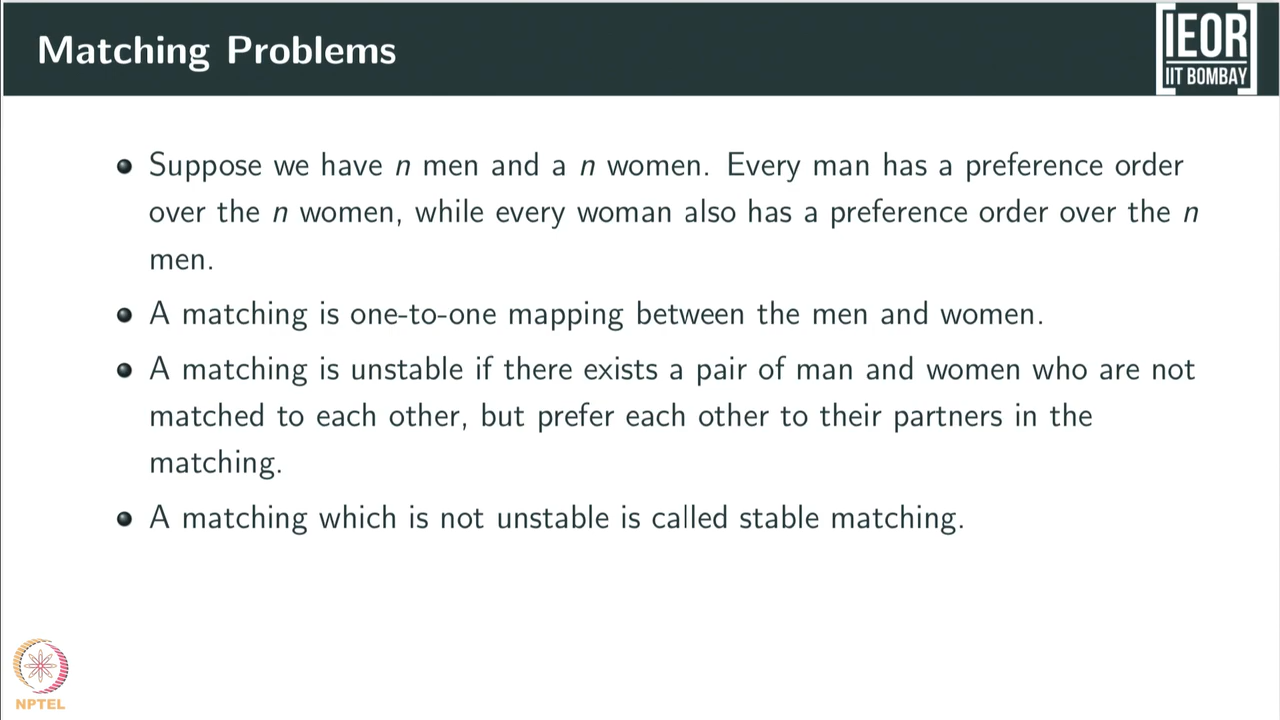 Matching Problems
IEOR
IIT BOMBAY
Suppose we have n men and a n women. Every man has a preference order
over the n women, while every woman also has a preference order over the n
men.
A matching is one-to-one mapping between the men and women.
A matching is unstable if there exists a pair of man and women who are not
matched to each other, but prefer each other to their partners in the
matching.
A matching which is not unstable is called stable matching.
NPTEL